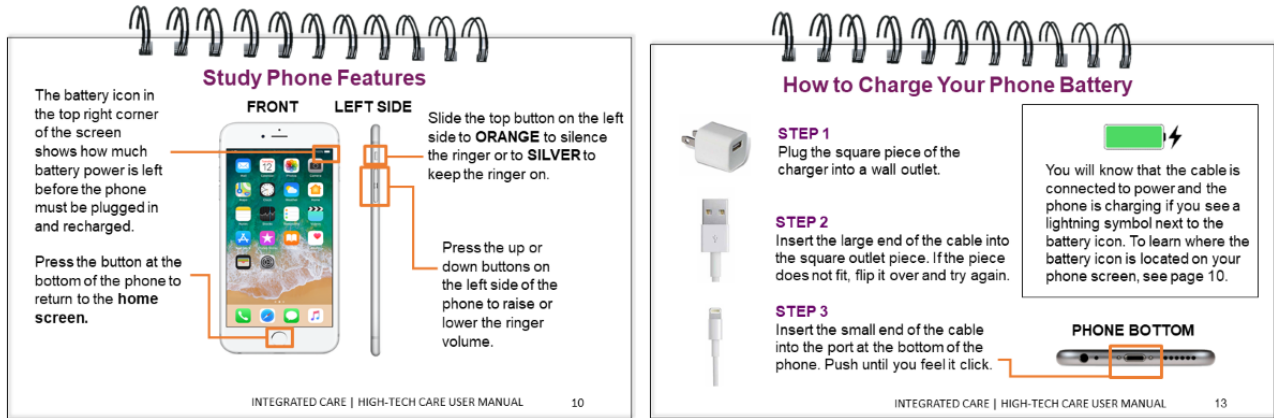 Study Phone Features
The battery icon in
the top right corner
of the screen
shows how much
battery power is left
before the phone
must be plugged in
and recharged.
Press the button at the
bottom of the phone to
return to the home
screen.
FRONT
LEFT SIDE
Slide the top button on the left
side to ORANGE to silence
the ringer or to SILVER to
keep the ringer on.
Press the up or
down buttons on
the left side of the
phone to raise or
lower the ringer
volume.
INTEGRATED CARE | HIGH-TECH CARE USER MANUAL 10
How to Charge Your Phone Battery
STEP 1
Plug the square piece of the
charger into a wall outlet.
STEP 2
Insert the large end of the cable into
the square outlet piece. If the piece
does not fit, flip it over and try again.
STEP 3
Insert the small end of the cable
into the port at the bottom of the
phone. Push until you feel it click.
You will know that the cable is
connected to power and the
phone is charging if you see a
lightning symbol next to the
battery icon. To learn where the
battery icon is located on your
phone screen, see page 10.
PHONE BOTTOM
INTEGRATED CARE | HIGH-TECH CARE USER MANUAL 13